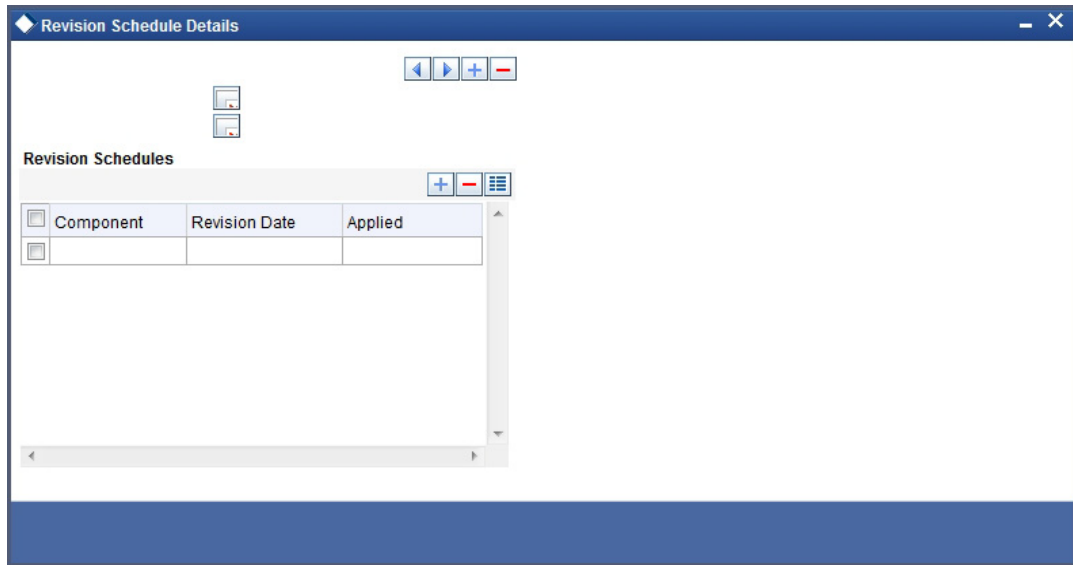 Revision Schedule Details
Revision Schedules
Component Revision Date Applied